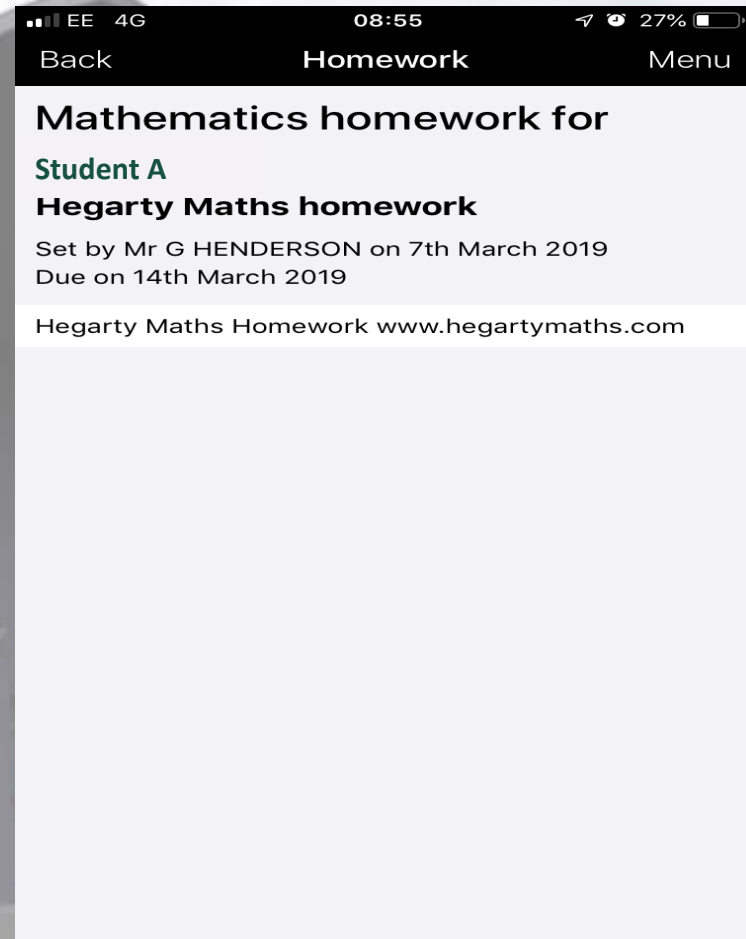 EE 4G 08:55 27%
Back Homework Menu
Mathematics homework for
Student A
Hegarty Maths homework
Set by Mr G HENDERSON on 7th March 2019
Due on 14th March 2019
Hegarty Maths Homework www.hegartymaths.com